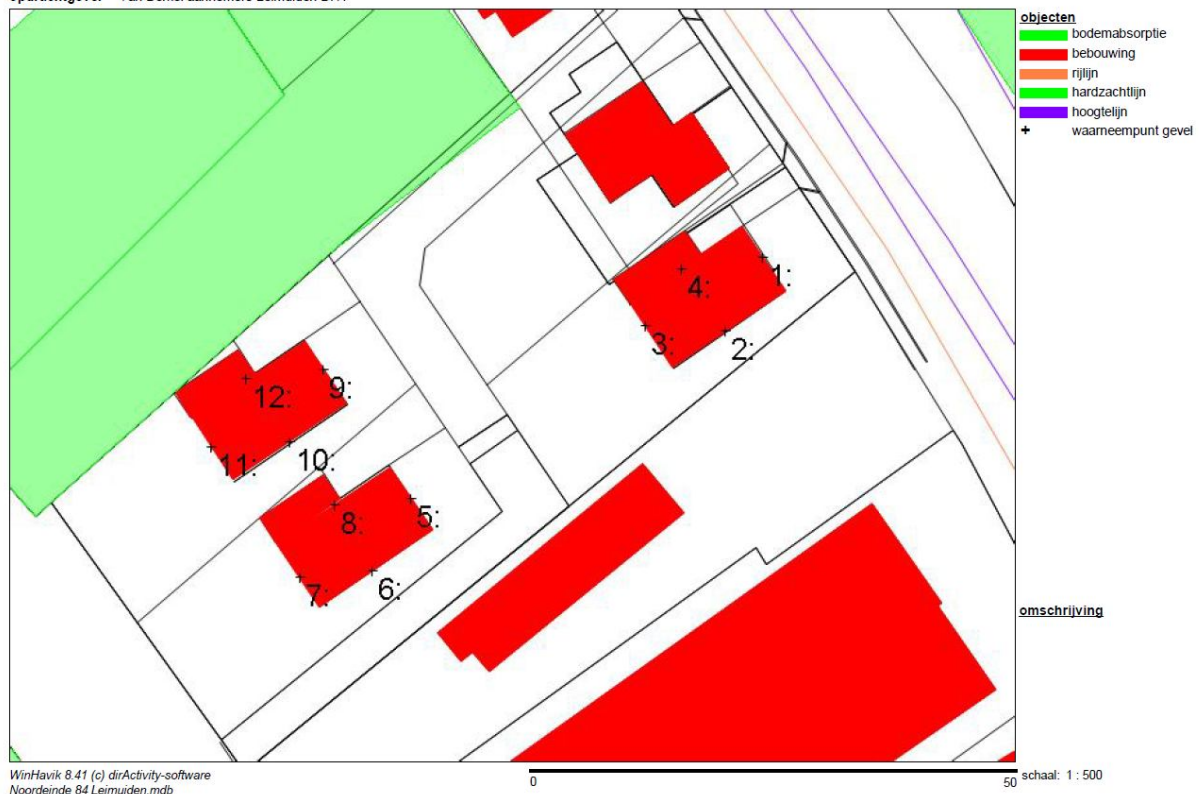 objecten
bodemabsorptie
bebouwing
rijlijn
hardzachtlijn
hoogtelijn
+ waarneempunt gevel
1:
4:
3:
2:
9:
12:
10:
11:
5:
8:
6:
7:
omschrijving
WinHavik 8.41 (c) dirActivity-software
Noordeinde 84 Leimuiden.mdb
0
50
schaal: 1 : 500